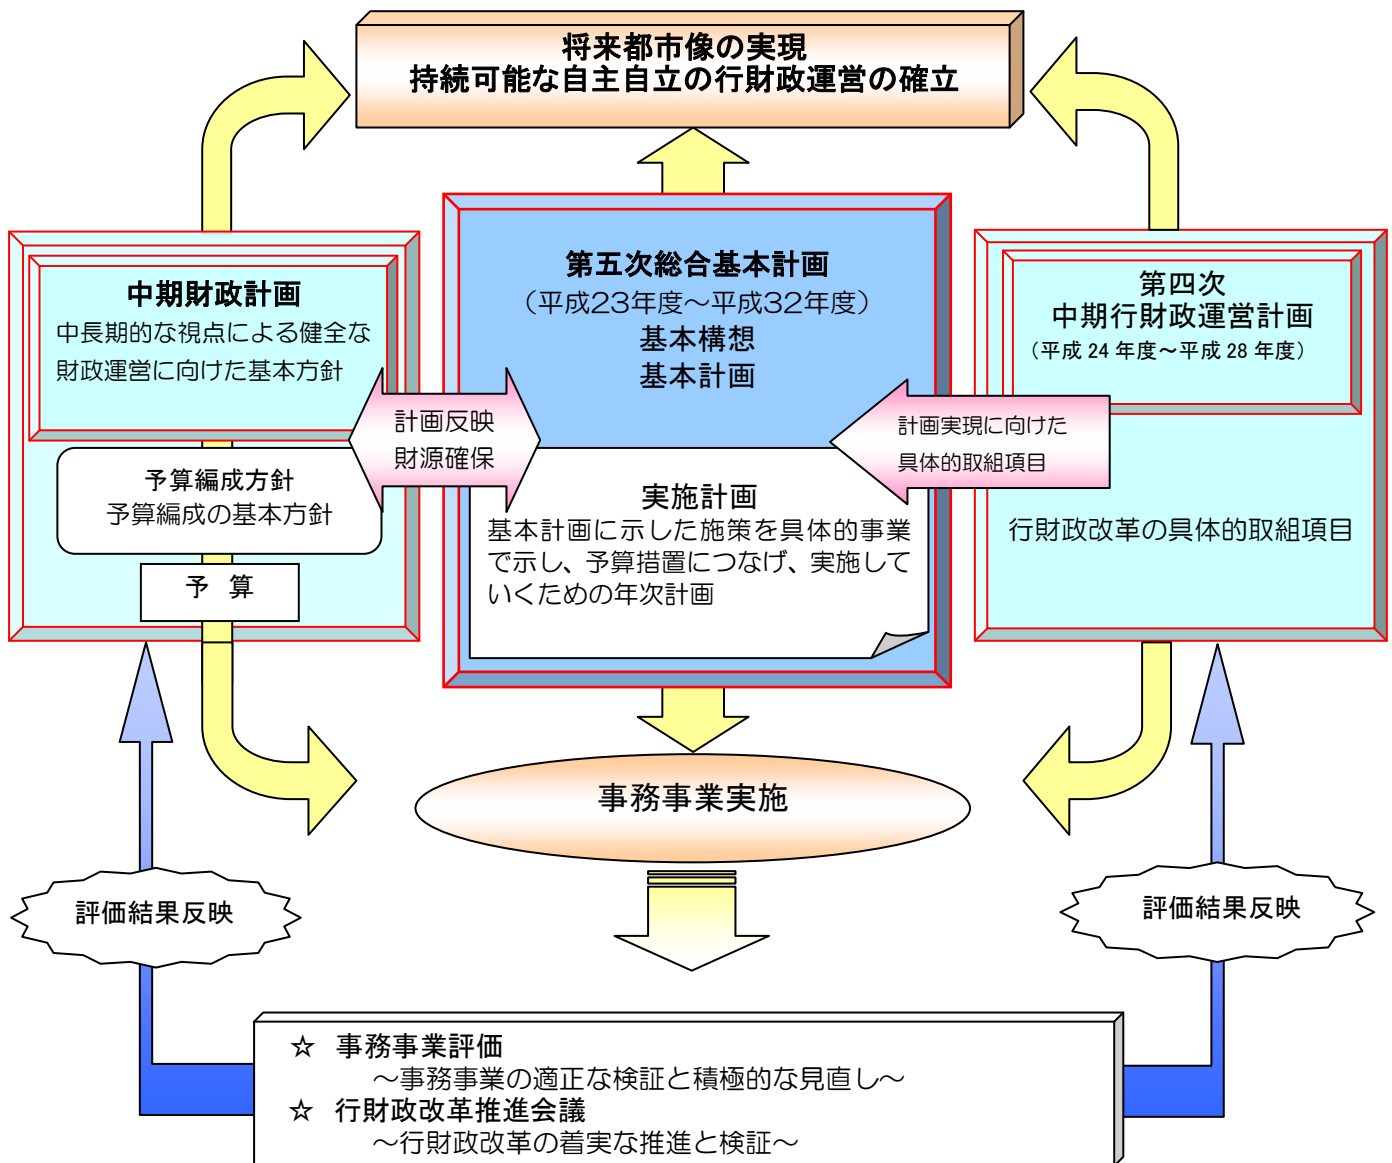 将来都市像の実現
持続可能な自主自立の行財政運営の確立
中期財政計画
中長期的な視点による健全な
財政運営に向けた基本方針
予算編成方針
予算編成の基本方針
予 算
計画反映
財源確保
第五次総合基本計画
（平成23年度～平成32年度）
基本構想
基本計画
実施計画
基本計画に示した施策を具体的事業
で示し、予算措置につなげ、実施して
いくための年次計画
計画実現に向けた
具体的取組項目
第四次
中期行財政運営計画
（平成 24 年度～平成 28 年度）
行財政改革の具体的取組項目
事務事業実施
評価結果反映
評価結果反映
☆ 事務事業評価
～事務事業の適正な検証と積極的な見直し～
☆ 行財政改革推進会議
～行財政改革の着実な推進と検証～